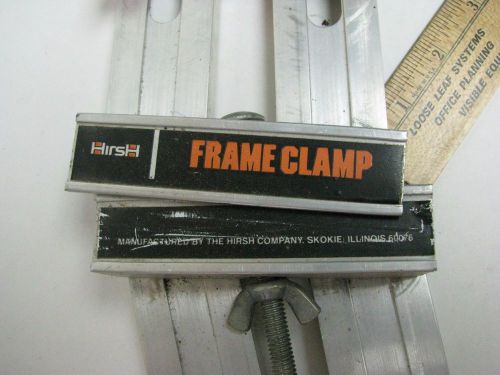 HirsH
FRAME CLAMP
MANUFACTURED BY THE HIRSH COMPANY, SKOKIE, ILLINOIS 60076
1 2 3
LOOSE LEAF SYSTEMS
OFFICE PLANNING
VISIBLE